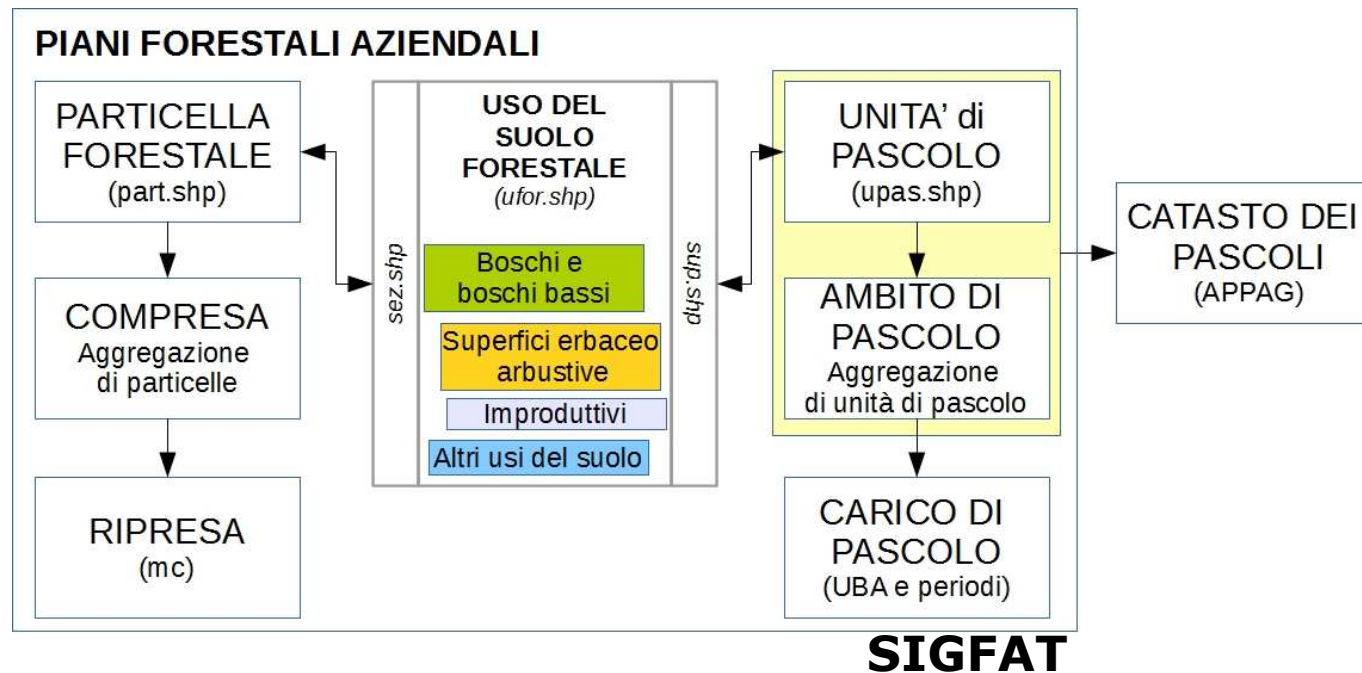 PIANI FORESTALI AZIENDALI
PARTICELLA
FORESTALE
(part.shp)
COMPRESA
Aggregazione
di particelle
RIPRESA
(mc)
sez.shp
USO DEL
SUOLO
FORESTALE
(ufor.shp)
Boschi e
boschi bassi
Superfici erbaceo
arbustive
Improduttivi
Altri usi del suolo
sup.shp
UNITA' di
PASCOLO
(upas.shp)
AMBITO DI
PASCOLO
Aggregazione
di unità di pascolo
CARICO DI
PASCOLO
(UBA e periodi)
CATASTO DEI
PASCOLI
(APPAG)
SIGFAT